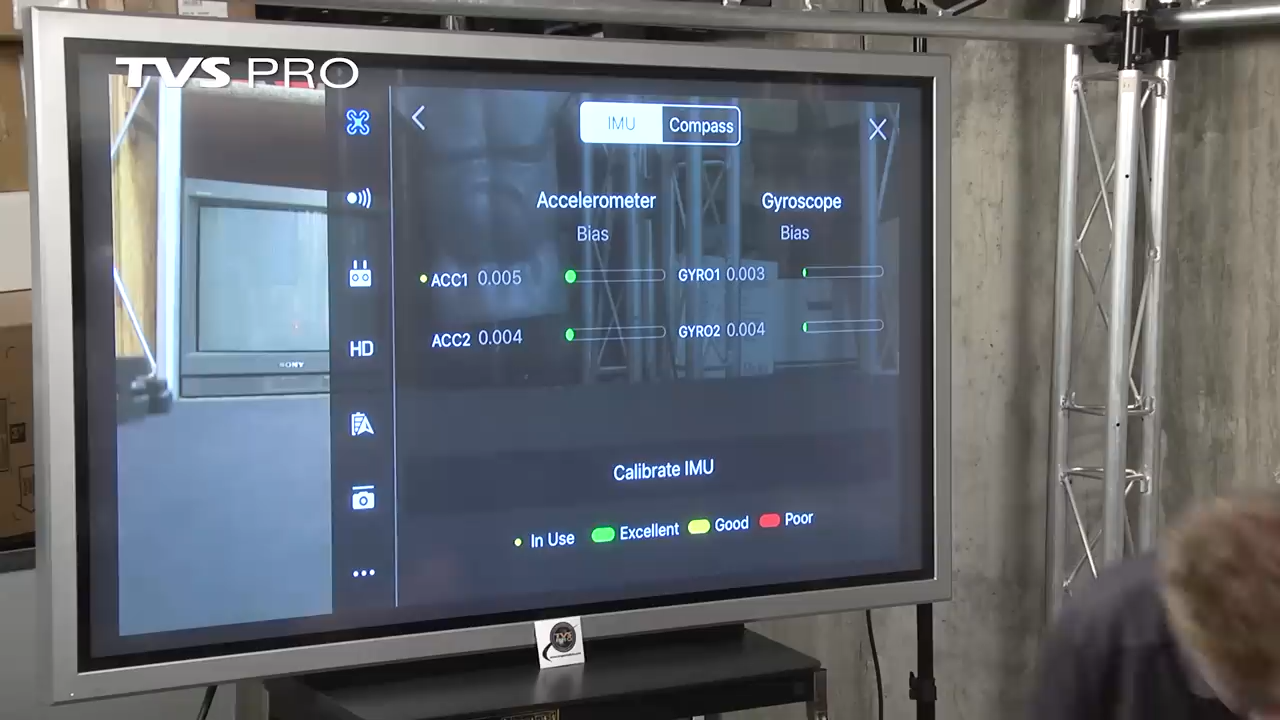 TVS PRO
IMU Compass
Accelerometer Gyroscope
Bias Bias
ACC1 0.005 GYRO1 0.003
ACC2 0.004 GYRO2 0.004
HD
SONY
Calibrate IMU
In Use Excellent Good Poor
TVS